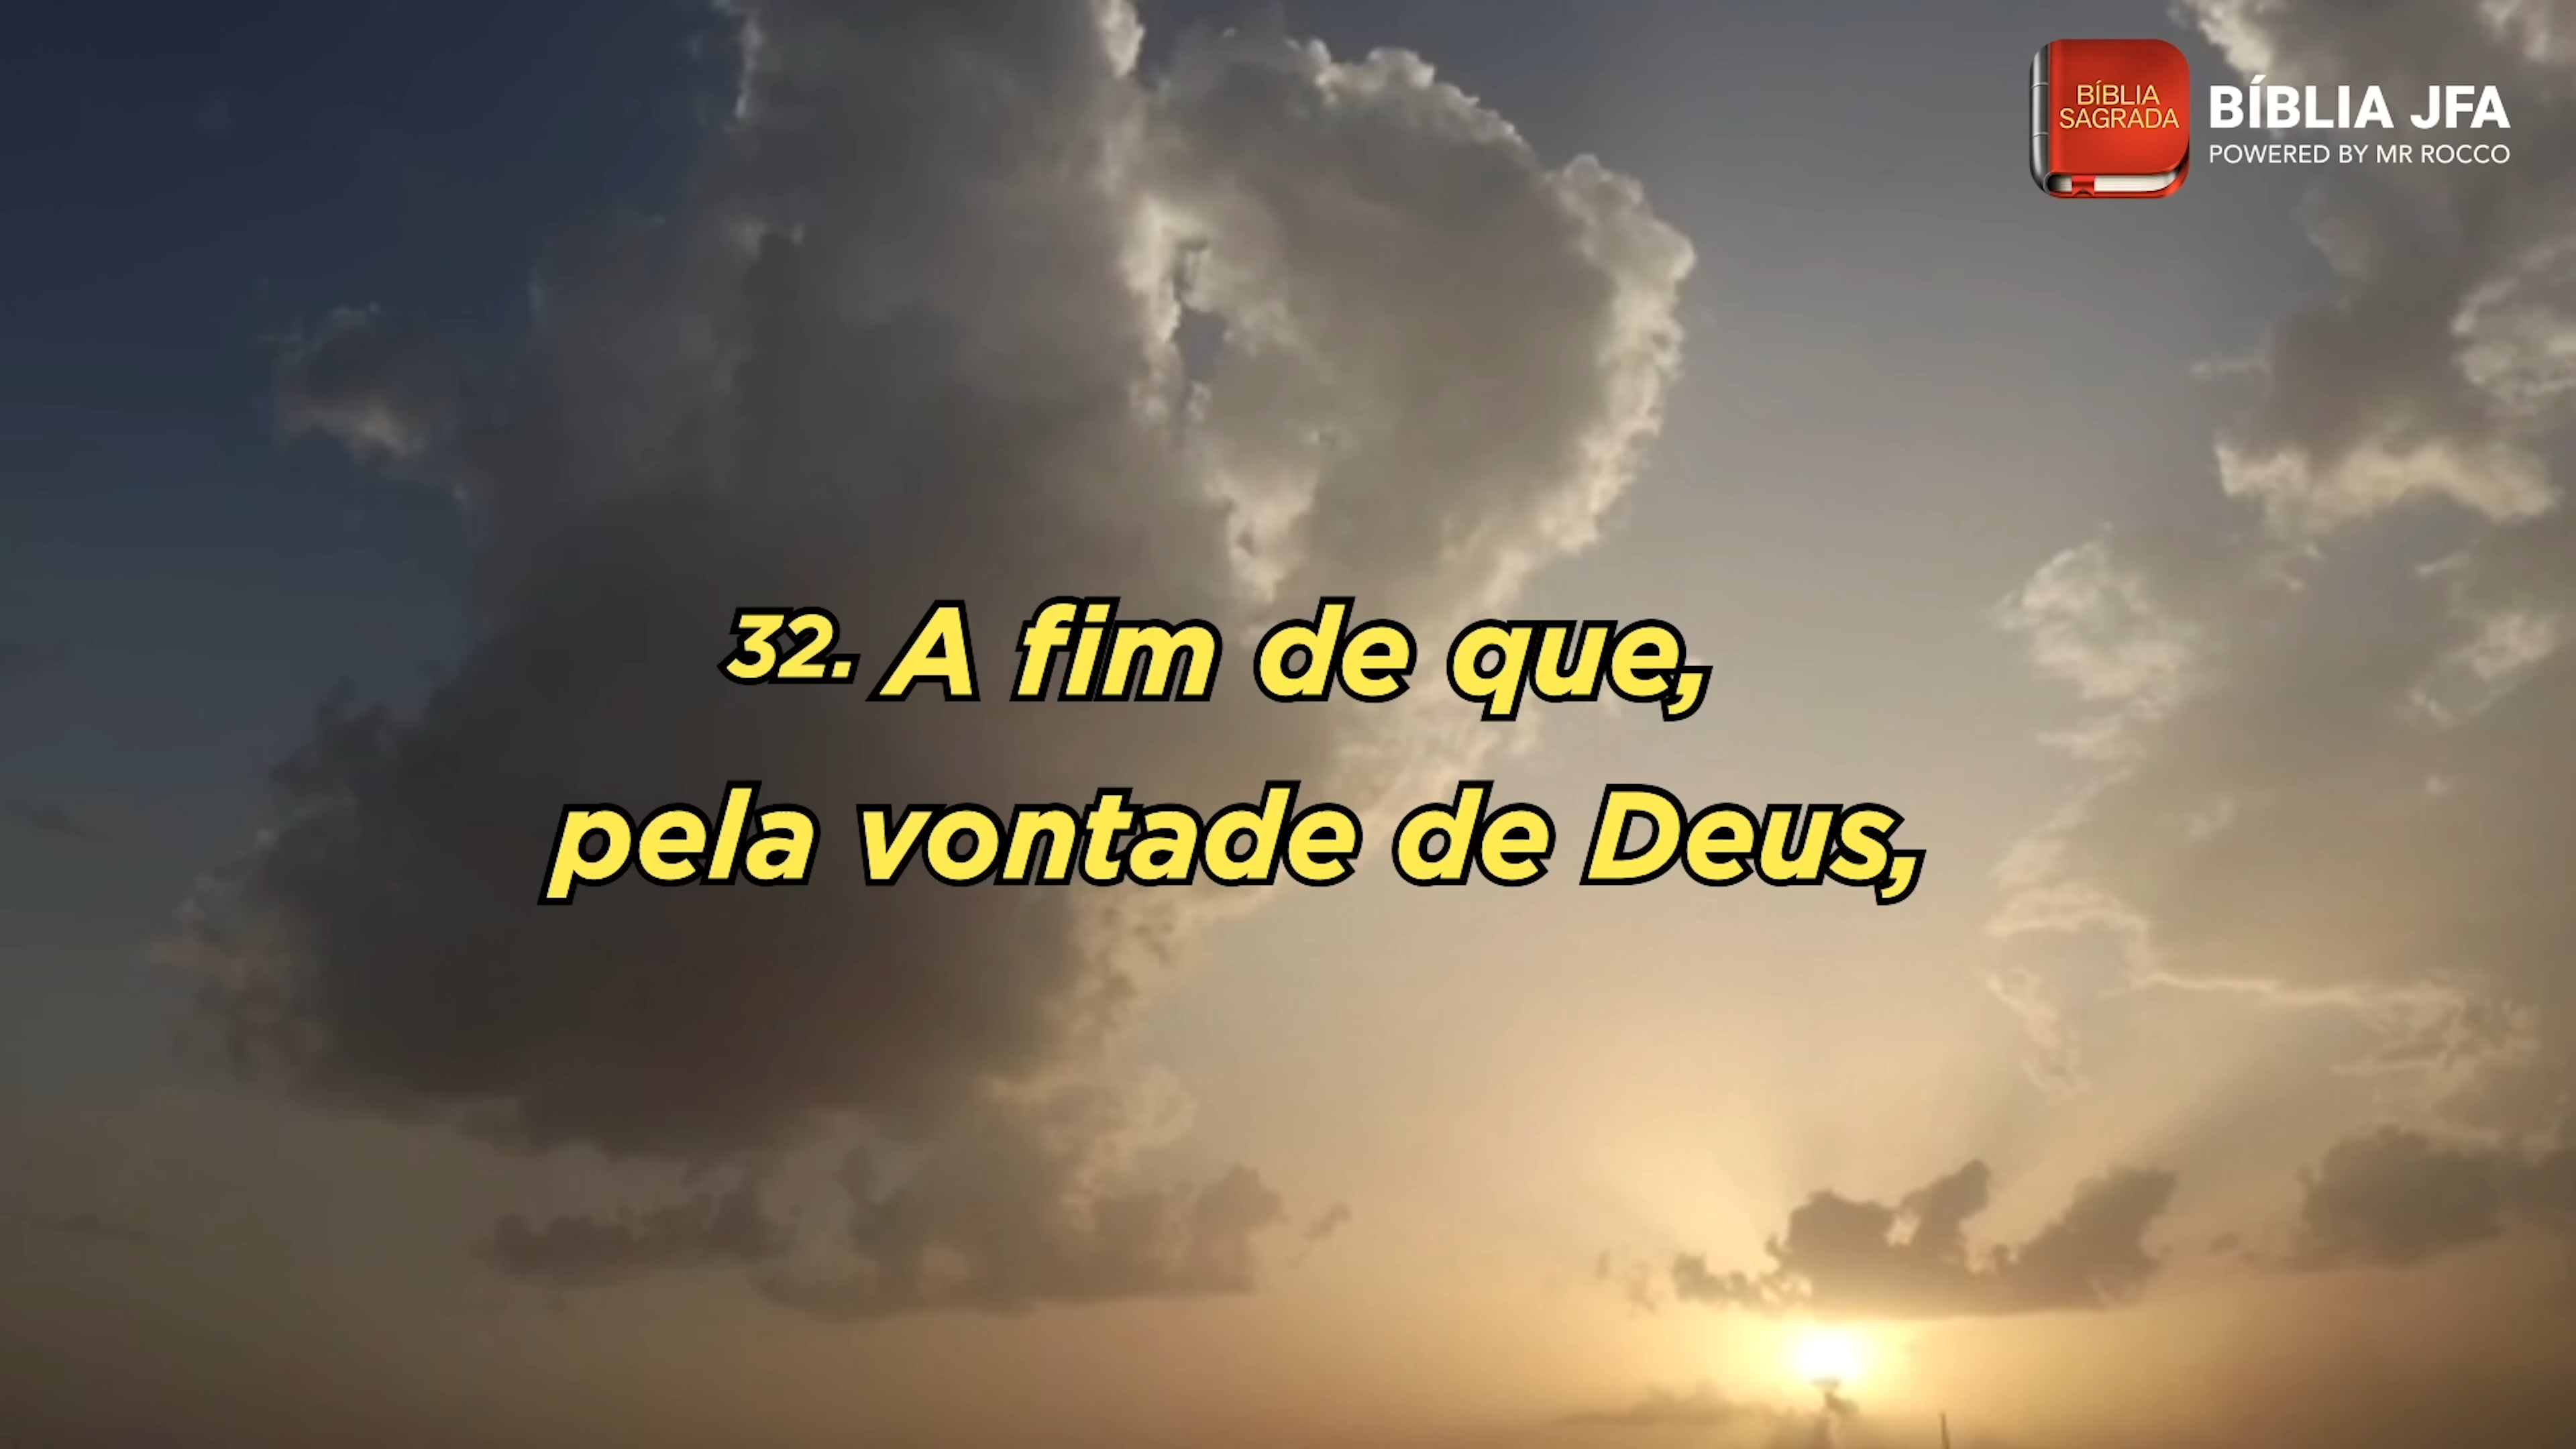 BÍBLIA
SAGRADA
BÍBLIA JFA
POWERED BY MR ROCCO
32. A fim de que,
pela vontade de Deus,